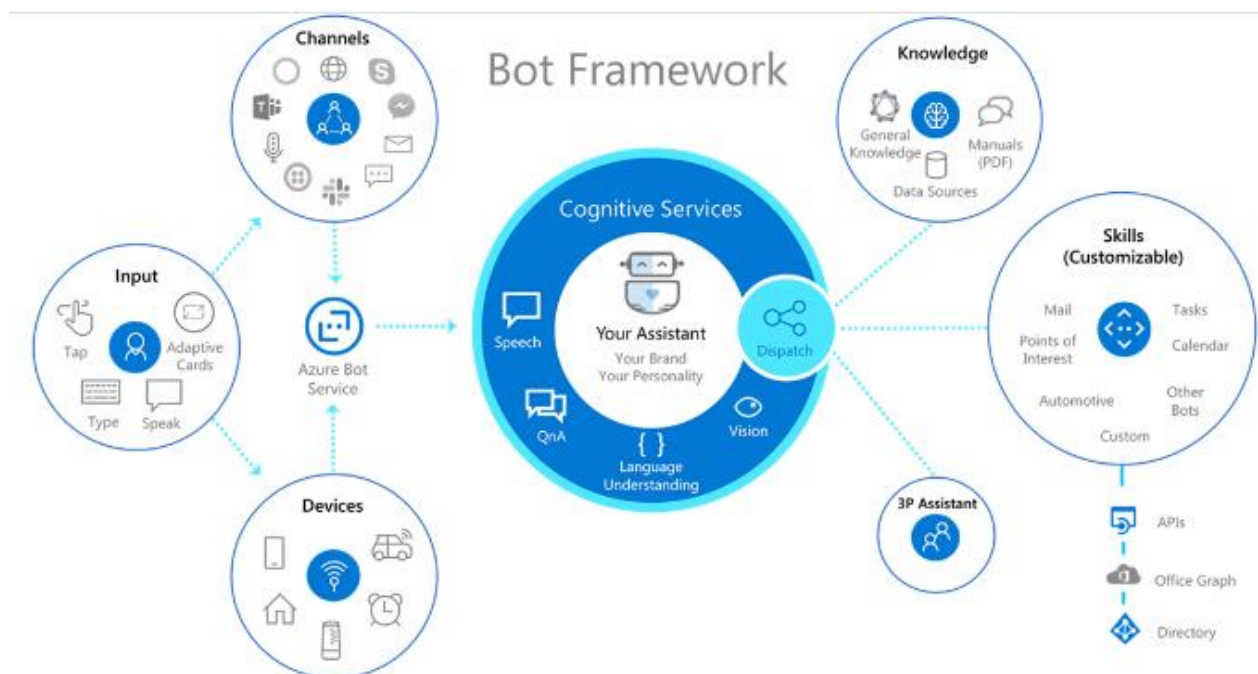 Bot Framework
Channels
Input
Tap
Adaptive
Cards
Type
Speak
Azure Bot
Service
Devices
Cognitive Services
Speech
QnA
{ }
Language
Understanding
Vision
Your Assistant
Your Brand
Your Personality
Dispatch
Knowledge
General
Knowledge
Manuals
(PDF)
Data Sources
Skills
(Customizable)
Mail
Tasks
Points of
Interest
Calendar
Automotive
Other
Bots
Custom
3P Assistant
APIs
Office Graph
Directory